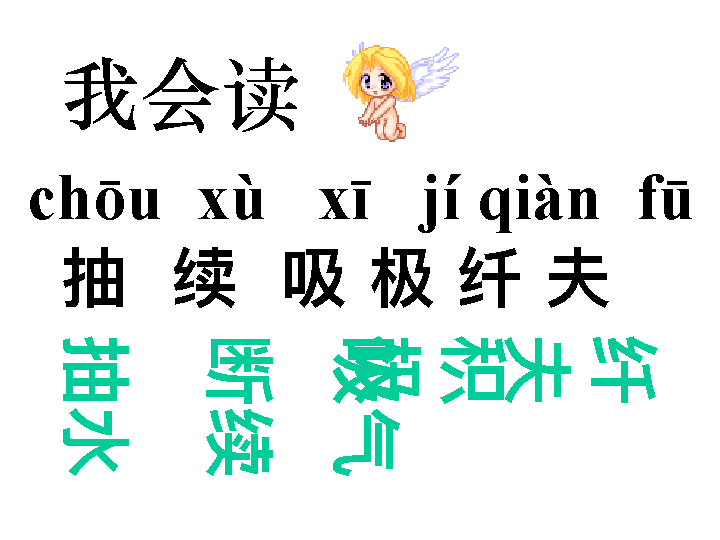 我会读
chōu xù xī jí qiàn fū
抽 续 吸 极 纤 夫
抽水 断续 吸气 积极 纤夫